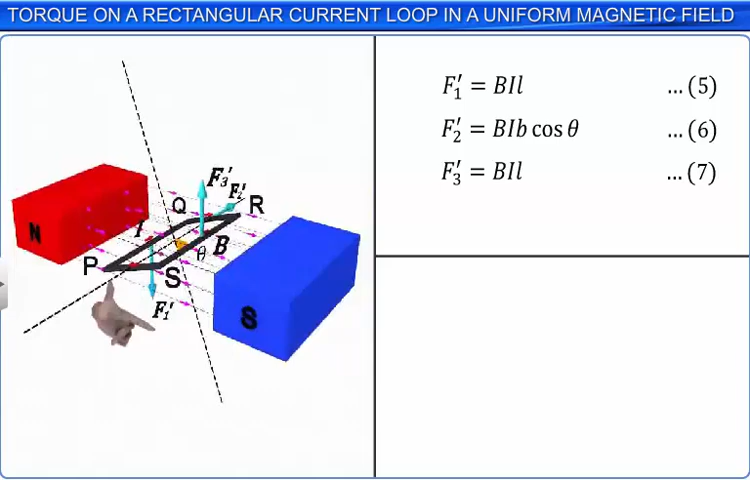 TORQUE ON A RECTANGULAR CURRENT LOOP IN A UNIFORM MAGNETIC FIELD
F₁′ = BIl ... (5)
F₂′ = BIb cos θ ... (6)
F₃′ = BIl ... (7)
F₃′
F₂′
Q
R
N
I
B
θ
P
S
F₁′
S